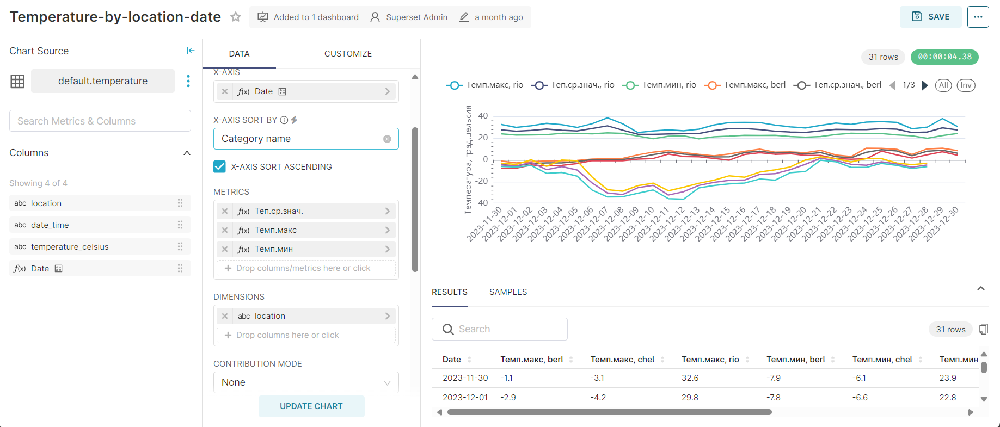 Temperature-by-location-date
Added to 1 dashboard
Superset Admin
a month ago
SAVE
Chart Source
default.temperature
Search Metrics & Columns
Columns
Showing 4 of 4
abc location
abc date_time
abc temperature_celsius
f(x) Date
DATA
CUSTOMIZE
X-AXIS
f(x) Date
X-AXIS SORT BY
Category name
X-AXIS SORT ASCENDING
METRICS
f(x) Теп.ср.знач.
f(x) Темп.макс
f(x) Темп.мин
+ Drop columns/metrics here or click
DIMENSIONS
abc location
+ Drop columns here or click
CONTRIBUTION MODE
None
UPDATE CHART
31 rows
00:00:04.38
Темп.макс, rio
Теп.ср.знач., rio
Темп.мин, rio
Темп.макс, berl
Теп.ср.знач., berl
1/3
All
Inv
Температура, град.цельсия
40
20
0
-20
-40
2023-11-30
2023-12-01
2023-12-02
2023-12-03
2023-12-04
2023-12-05
2023-12-06
2023-12-07
2023-12-08
2023-12-09
2023-12-10
2023-12-11
2023-12-12
2023-12-13
2023-12-14
2023-12-15
2023-12-16
2023-12-17
2023-12-18
2023-12-19
2023-12-20
2023-12-21
2023-12-22
2023-12-23
2023-12-24
2023-12-25
2023-12-26
2023-12-27
2023-12-28
2023-12-29
2023-12-30
RESULTS
SAMPLES
Search
31 rows
Date Темп.макс, berl Темп.макс, chel Темп.макс, rio Темп.мин, berl Темп.мин, chel Темп.мин
2023-11-30 -1.1 -3.1 32.6 -7.9 -6.1 23.9
2023-12-01 -2.9 -4.2 29.8 -7.8 -6.6 22.8